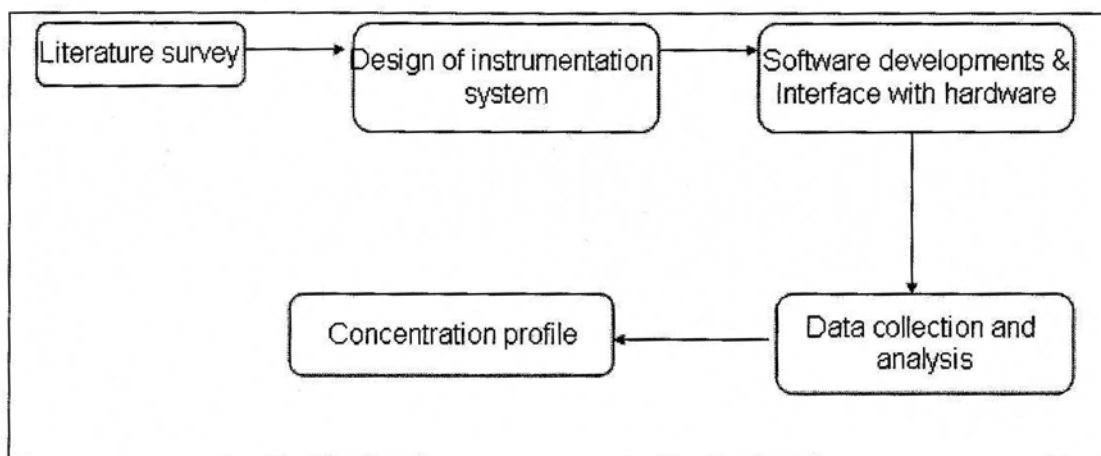 Literature survey
Design of instrumentation
system
Software developments &
Interface with hardware
Data collection and
analysis
Concentration profile